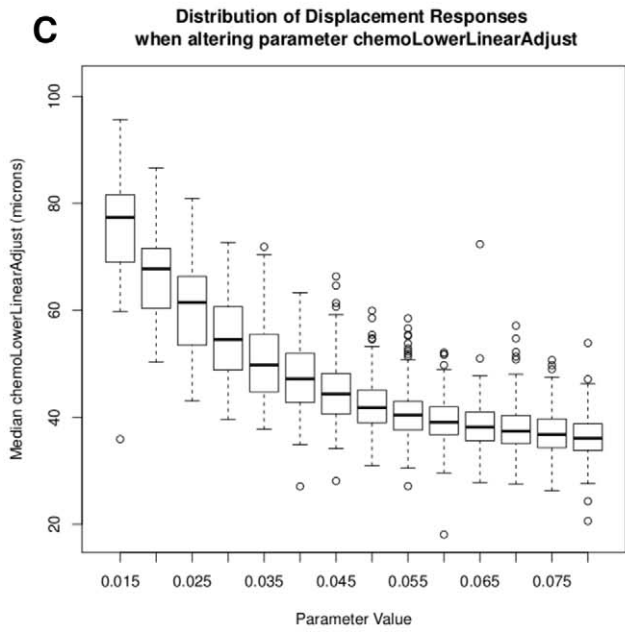 C
Distribution of Displacement Responses
when altering parameter chemoLowerLinearAdjust
Median chemoLowerLinearAdjust (microns)
100
80
60
40
20
0.015 0.025 0.035 0.045 0.055 0.065 0.075
Parameter Value